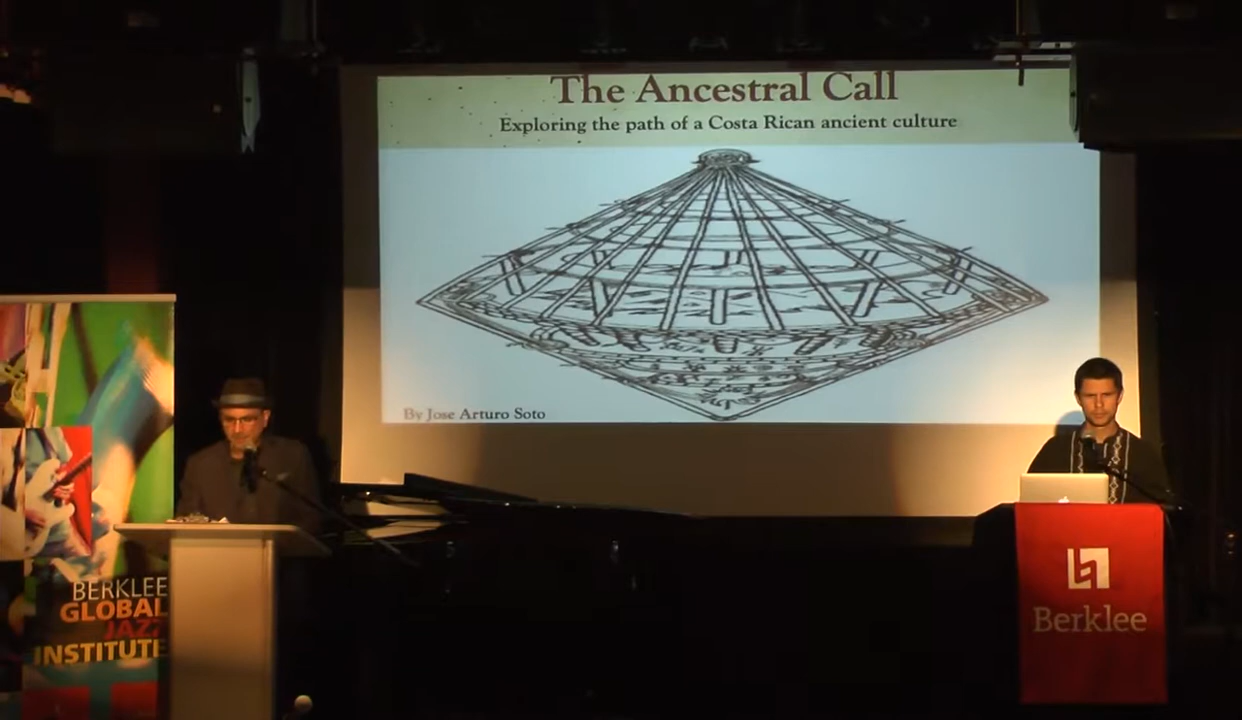 The Ancestral Call
Exploring the path of a Costa Rican ancient culture
By Jose Arturo Soto
BERKLEE
GLOBAL
JAZZ
INSTITUTE
Berklee